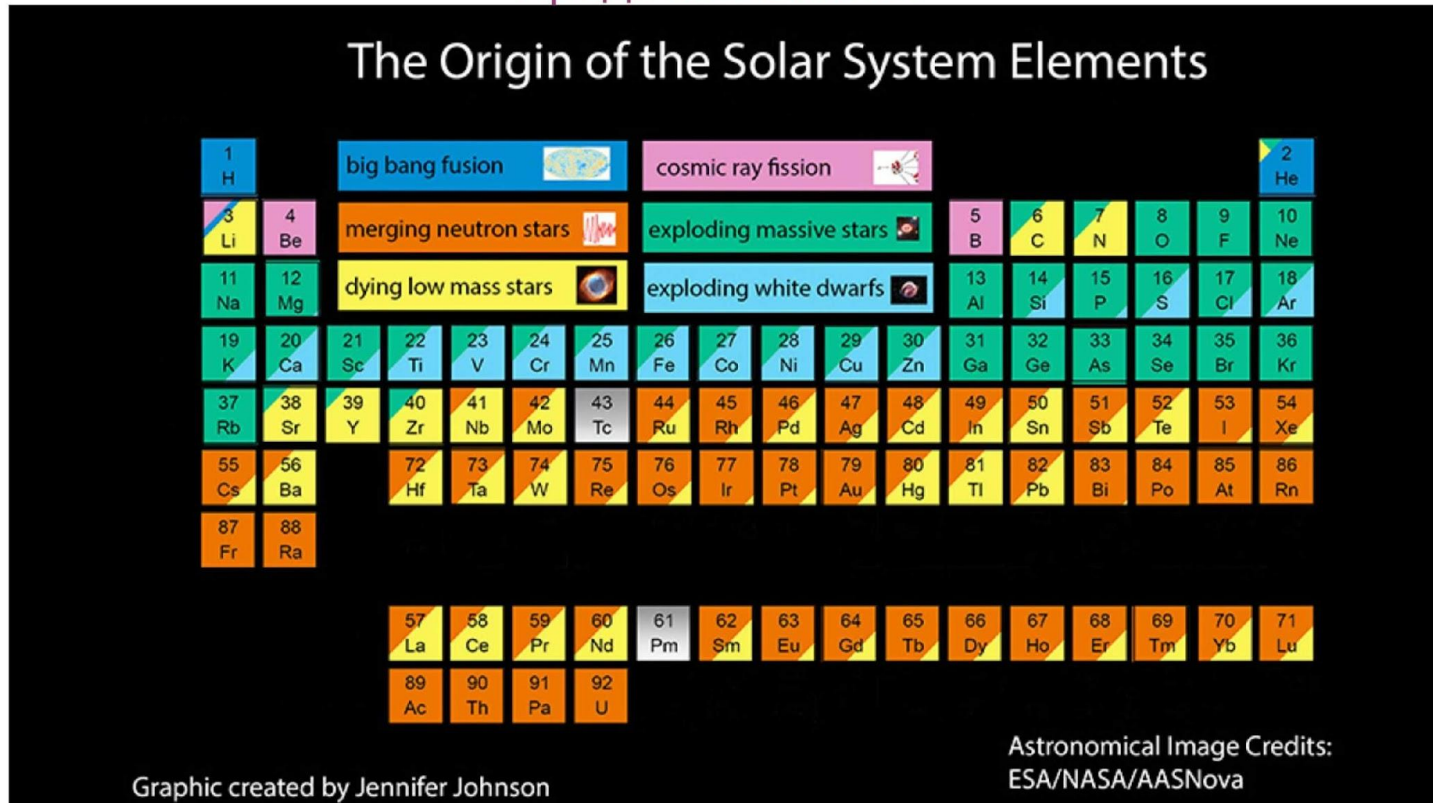 The Origin of the Solar System Elements
1 H
big bang fusion
cosmic ray fission
2 He
3 Li
4 Be
merging neutron stars
exploding massive stars
5 B
6 C
7 N
8 O
9 F
10 Ne
11 Na
12 Mg
dying low mass stars
exploding white dwarfs
13 Al
14 Si
15 P
16 S
17 Cl
18 Ar
19 K
20 Ca
21 Sc
22 Ti
23 V
24 Cr
25 Mn
26 Fe
27 Co
28 Ni
29 Cu
30 Zn
31 Ga
32 Ge
33 As
34 Se
35 Br
36 Kr
37 Rb
38 Sr
39 Y
40 Zr
41 Nb
42 Mo
43 Tc
44 Ru
45 Rh
46 Pd
47 Ag
48 Cd
49 In
50 Sn
51 Sb
52 Te
53 I
54 Xe
55 Cs
56 Ba
72 Hf
73 Ta
74 W
75 Re
76 Os
77 Ir
78 Pt
79 Au
80 Hg
81 Tl
82 Pb
83 Bi
84 Po
85 At
86 Rn
87 Fr
88 Ra
57 La
58 Ce
59 Pr
60 Nd
61 Pm
62 Sm
63 Eu
64 Gd
65 Tb
66 Dy
67 Ho
68 Er
69 Tm
70 Yb
71 Lu
89 Ac
90 Th
91 Pa
92 U
Graphic created by Jennifer Johnson
Astronomical Image Credits:
ESA/NASA/AASNova